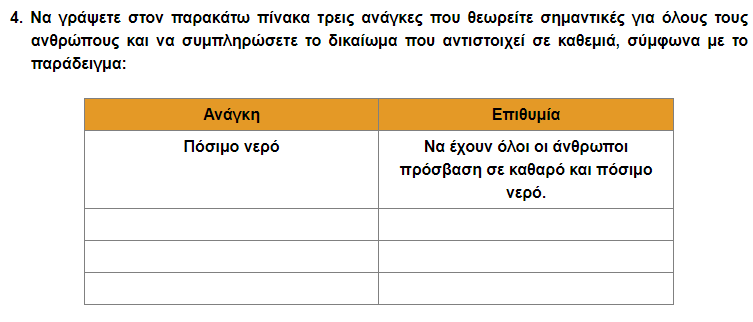 4. Να γράψετε στον παρακάτω πίνακα τρεις ανάγκες που θεωρείτε σημαντικές για όλους τους
ανθρώπους και να συμπληρώσετε το δικαίωμα που αντιστοιχεί σε καθεμιά, σύμφωνα με το
παράδειγμα:
Ανάγκη Επιθυμία
Πόσιμο νερό Να έχουν όλοι οι άνθρωποι
πρόσβαση σε καθαρό και πόσιμο
νερό.